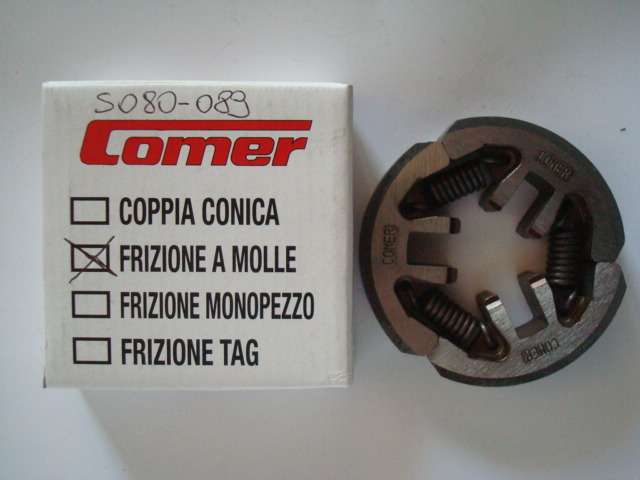 S080-089
Comer
COPPIA CONICA
FRIZIONE A MOLLE
FRIZIONE MONOPEZZO
FRIZIONE TAG
COMER
COMER
COMER